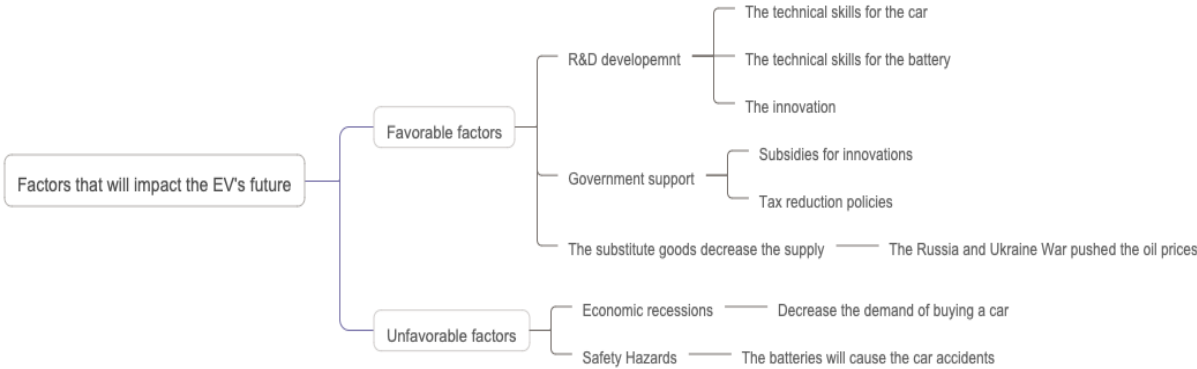 Factors that will impact the EV's future
Favorable factors
R&D developemnt
The technical skills for the car
The technical skills for the battery
The innovation
Government support
Subsidies for innovations
Tax reduction policies
The substitute goods decrease the supply
The Russia and Ukraine War pushed the oil prices
Unfavorable factors
Economic recessions
Decrease the demand of buying a car
Safety Hazards
The batteries will cause the car accidents